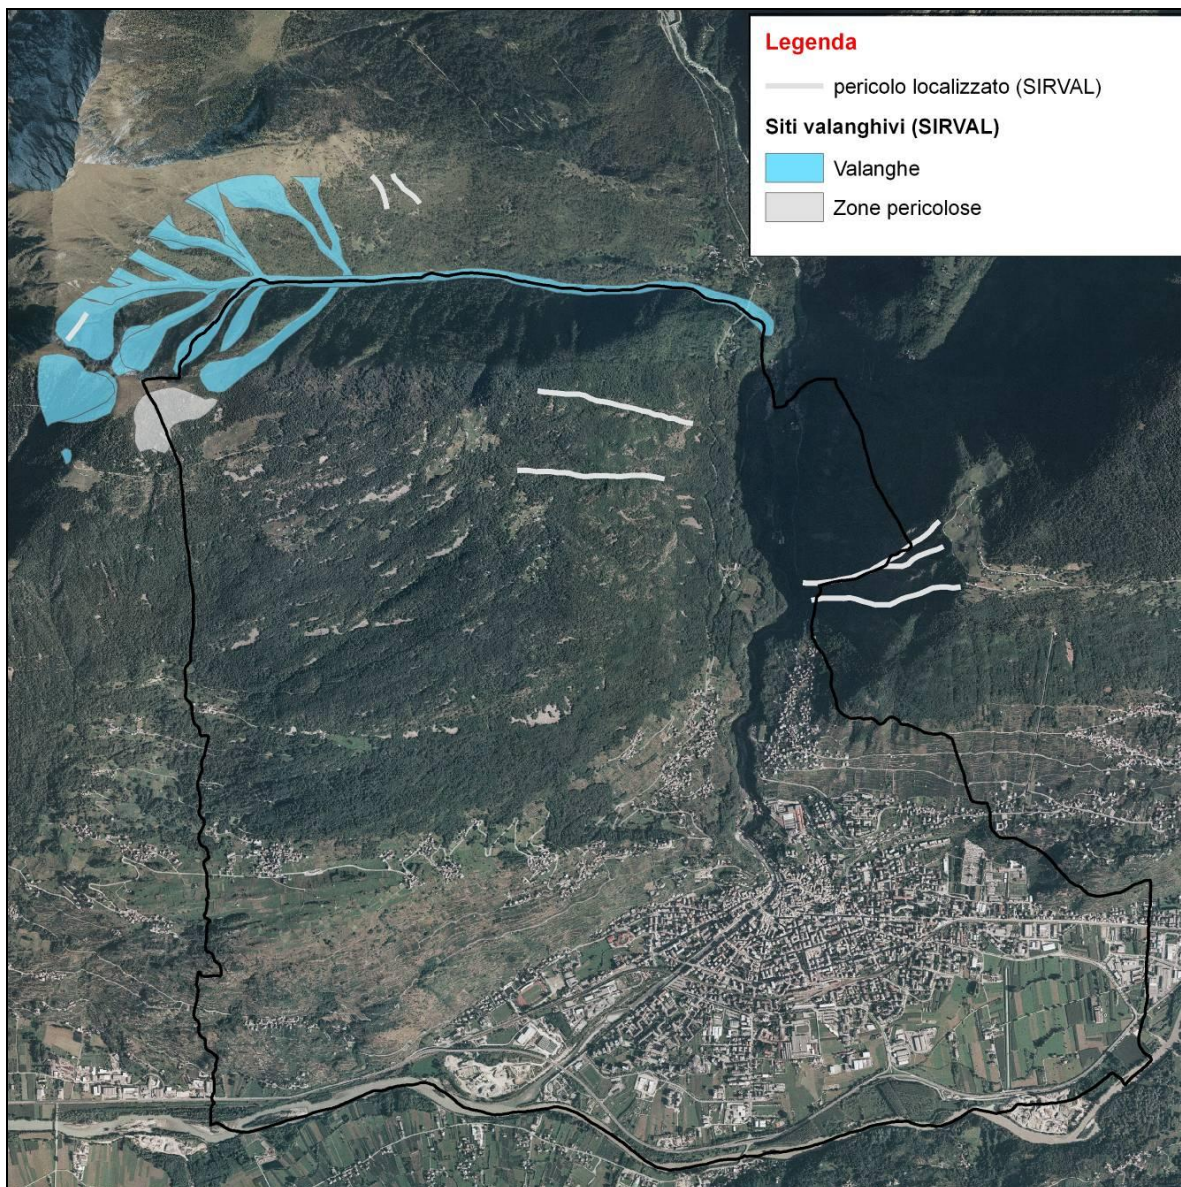 Legenda
pericolo localizzato (SIRVAL)
Siti valanghivi (SIRVAL)
Valanghe
Zone pericolose